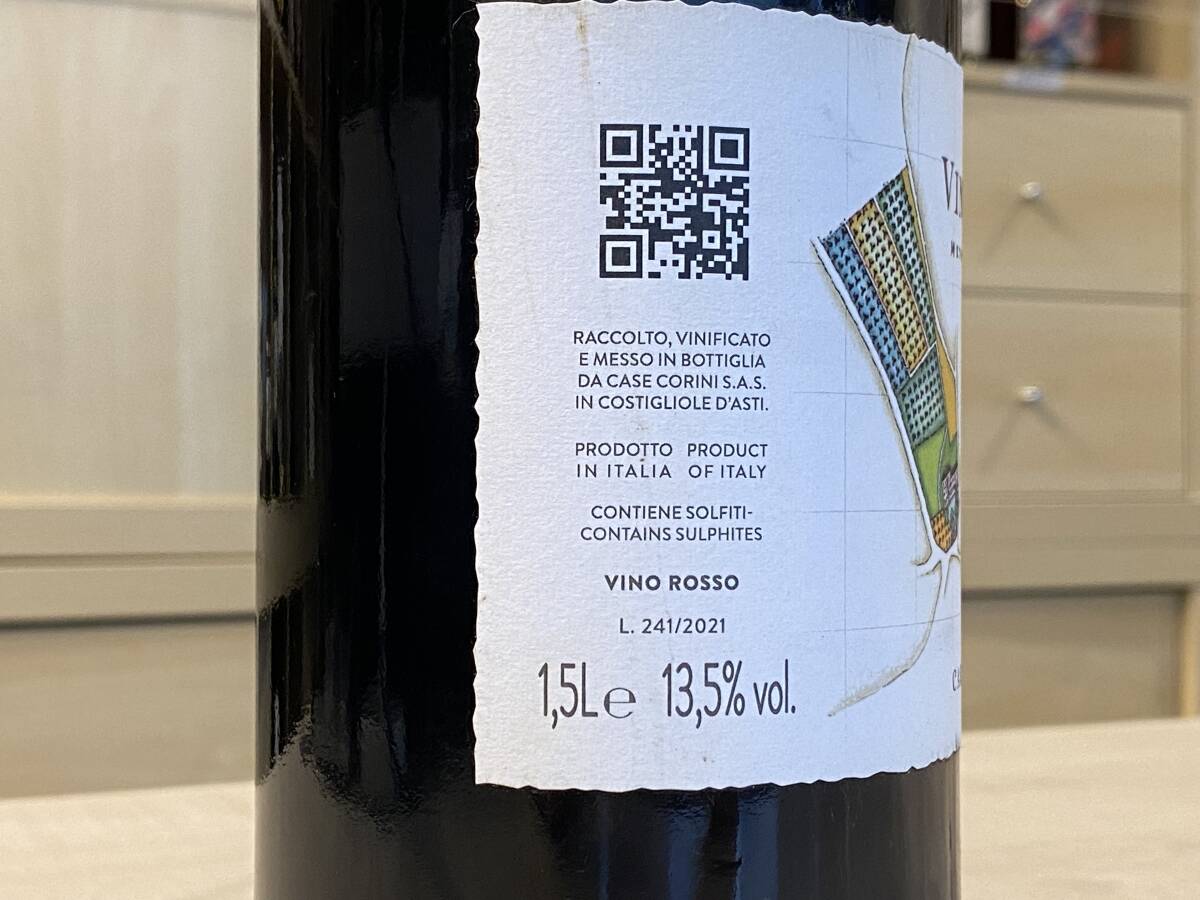 RACCOLTO, VINIFICATO
E MESSO IN BOTTIGLIA
DA CASE CORINI S.A.S.
IN COSTIGLIOLE D'ASTI.
PRODOTTO PRODUCT
IN ITALIA OF ITALY
CONTIENE SOLFITI-
CONTAINS SULPHITES
VINO ROSSO
L. 241/2021
1,5L℮ 13,5% vol.